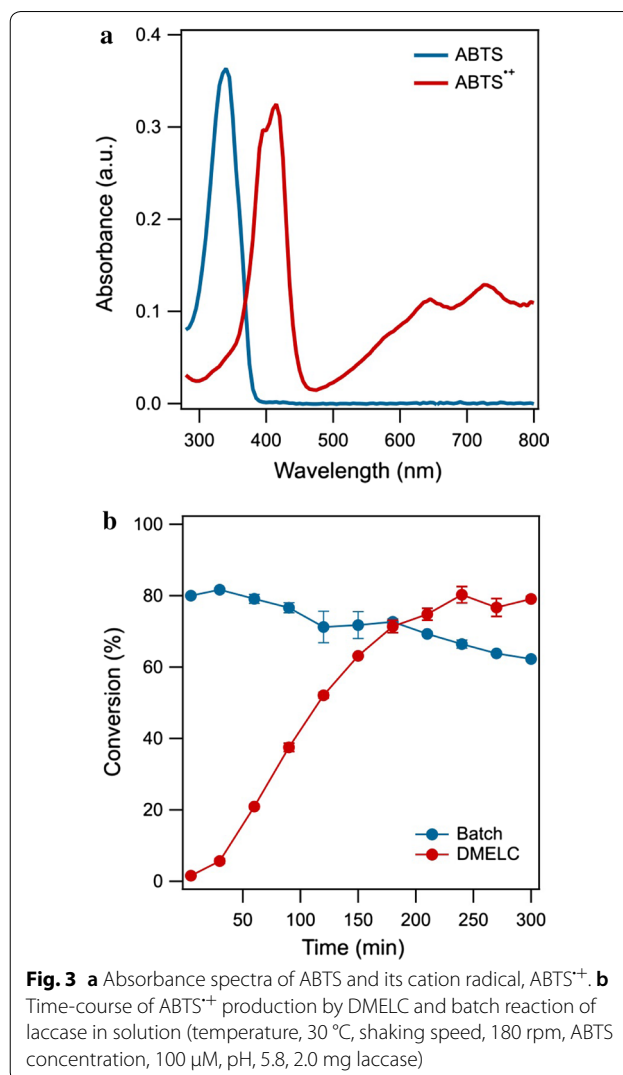 a
0.4
0.3
0.2
0.1
0.0
Absorbance (a.u.)
ABTS
ABTS•+
300 400 500 600 700 800
Wavelength (nm)
b
100
80
60
40
20
0
Conversion (%)
Batch
DMELC
50 100 150 200 250 300
Time (min)
Fig. 3 a Absorbance spectra of ABTS and its cation radical, ABTS•+. b
Time-course of ABTS•+ production by DMELC and batch reaction of
laccase in solution (temperature, 30 °C, shaking speed, 180 rpm, ABTS
concentration, 100 μM, pH, 5.8, 2.0 mg laccase)